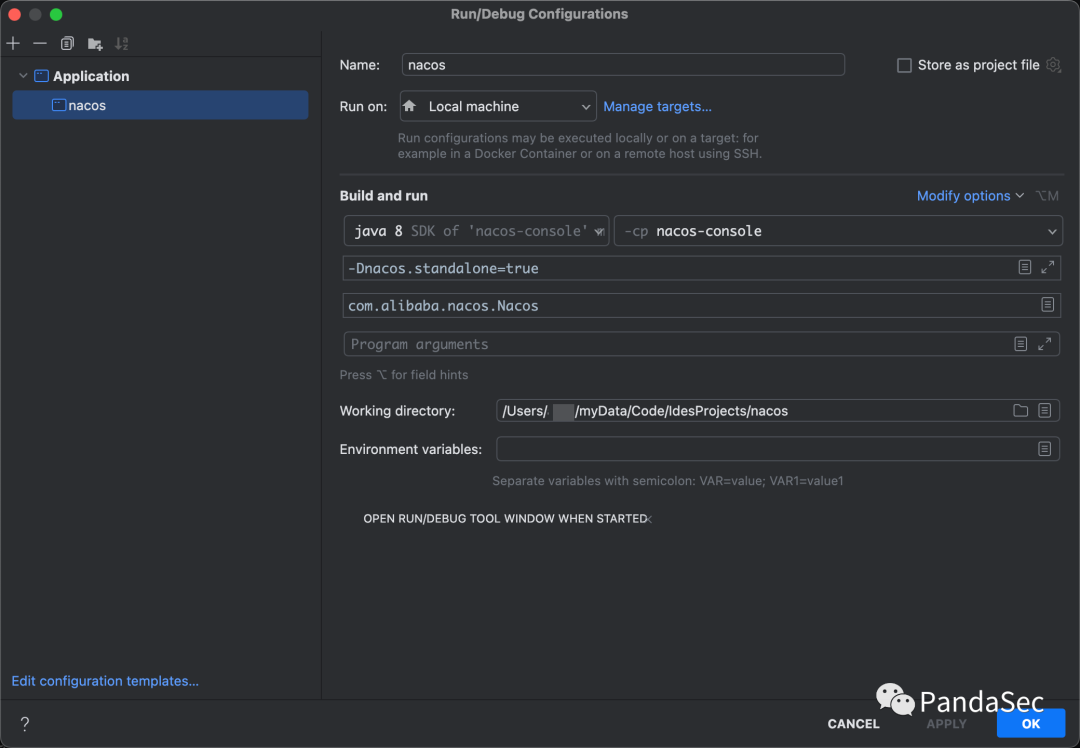 Run/Debug Configurations
Application
nacos
Name:
nacos
Store as project file
Run on:
Local machine
Manage targets...
Run configurations may be executed locally or on a target: for
example in a Docker Container or on a remote host using SSH.
Build and run
Modify options
⌥M
java 8 SDK of 'nacos-console'
-cp nacos-console
-Dnacos.standalone=true
com.alibaba.nacos.Nacos
Program arguments
Press ⌥ for field hints
Working directory:
/Users/ /myData/Code/IdesProjects/nacos
Environment variables:
Separate variables with semicolon: VAR=value; VAR1=value1
OPEN RUN/DEBUG TOOL WINDOW WHEN STARTED
Edit configuration templates...
PandaSec
?
CANCEL
APPLY
OK